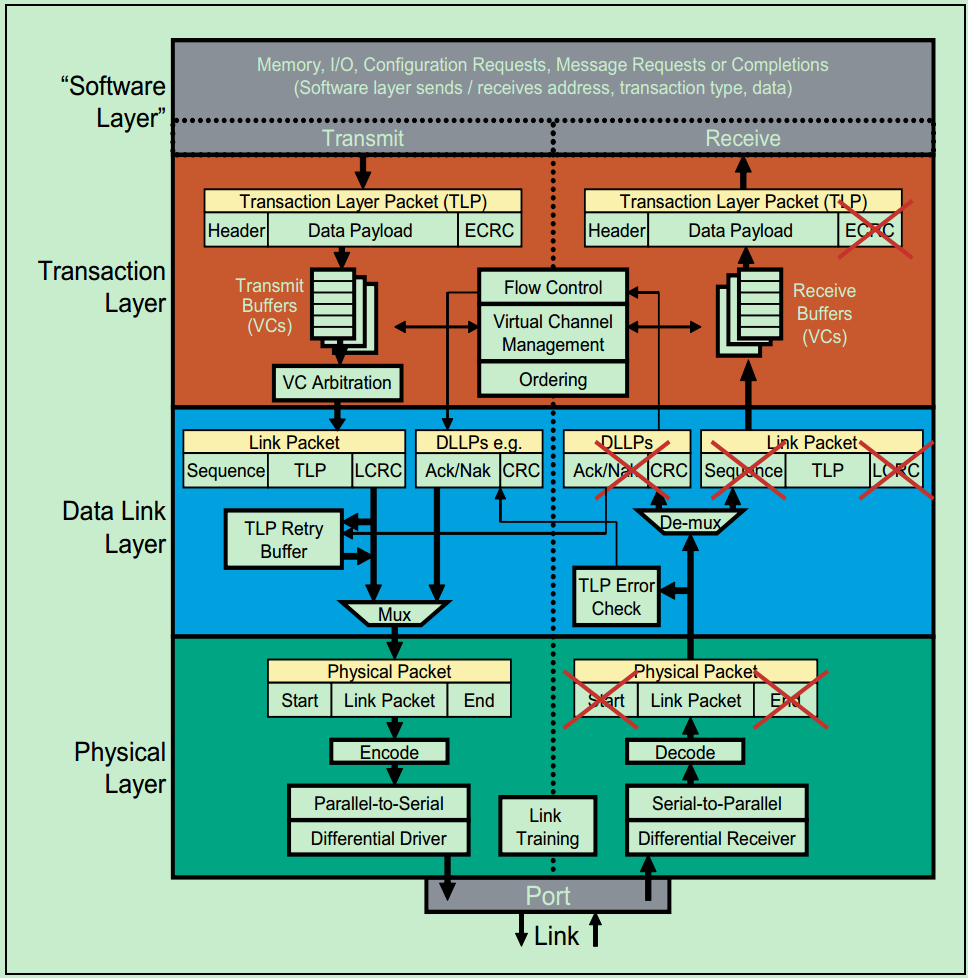 “Software
Layer”
Memory, I/O, Configuration Requests, Message Requests or Completions
(Software layer sends / receives address, transaction type, data)
Transmit
Receive
Transaction
Layer
Transaction Layer Packet (TLP)
Header
Data Payload
ECRC
Transaction Layer Packet (TLP)
Header
Data Payload
ECRC
Transmit
Buffers
(VCs)
Flow Control
Virtual Channel
Management
Ordering
Receive
Buffers
(VCs)
VC Arbitration
Data Link
Layer
Link Packet
Sequence
TLP
LCRC
DLLPs e.g.
Ack/Nak
CRC
DLLPs
Ack/Nak
CRC
Link Packet
Sequence
TLP
LCRC
TLP Retry
Buffer
De-mux
TLP Error
Check
Mux
Physical
Layer
Physical Packet
Start
Link Packet
End
Physical Packet
Start
Link Packet
End
Encode
Decode
Parallel-to-Serial
Differential Driver
Link
Training
Serial-to-Parallel
Differential Receiver
Port
Link